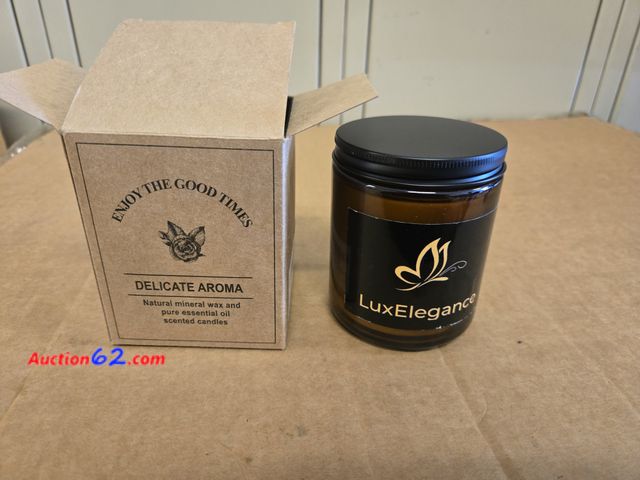 ENJOY THE GOOD TIMES
DELICATE AROMA
Natural mineral wax and
pure essential oil
scented candles
LuxElegance
Auction62.com